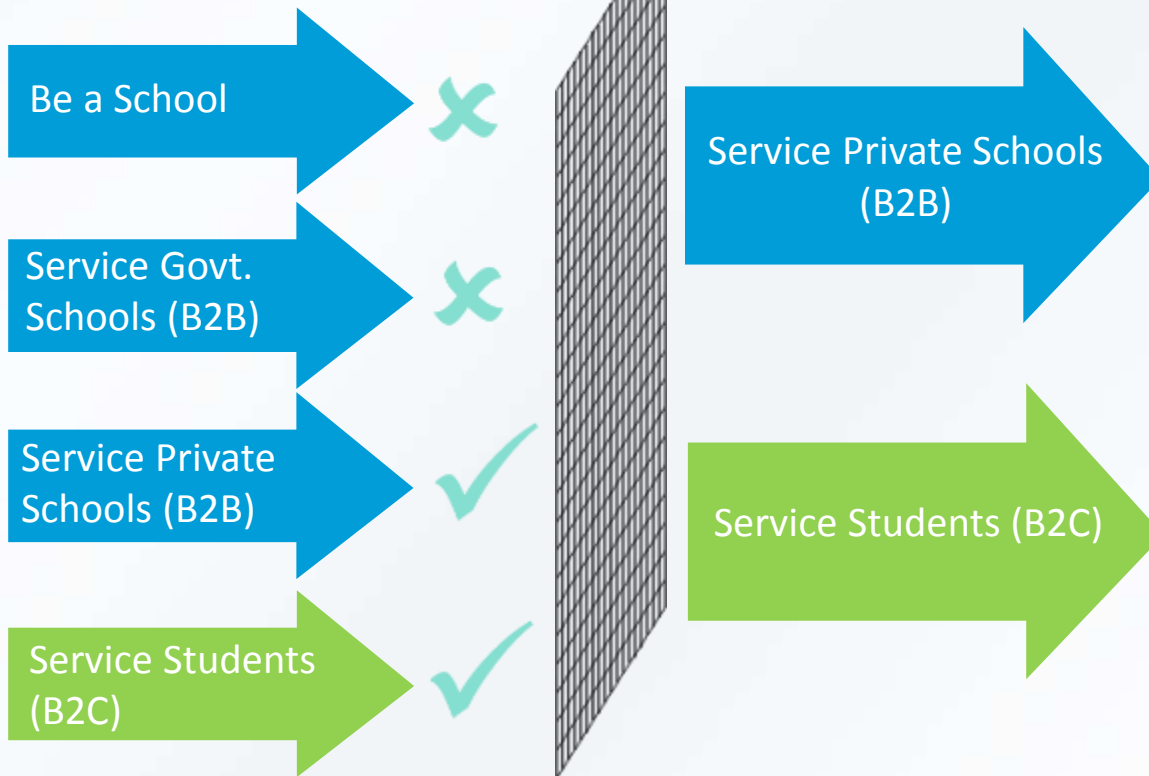 Be a School
Service Govt.
Schools (B2B)
Service Private
Schools (B2B)
Service Students
(B2C)
Service Private Schools
(B2B)
Service Students (B2C)